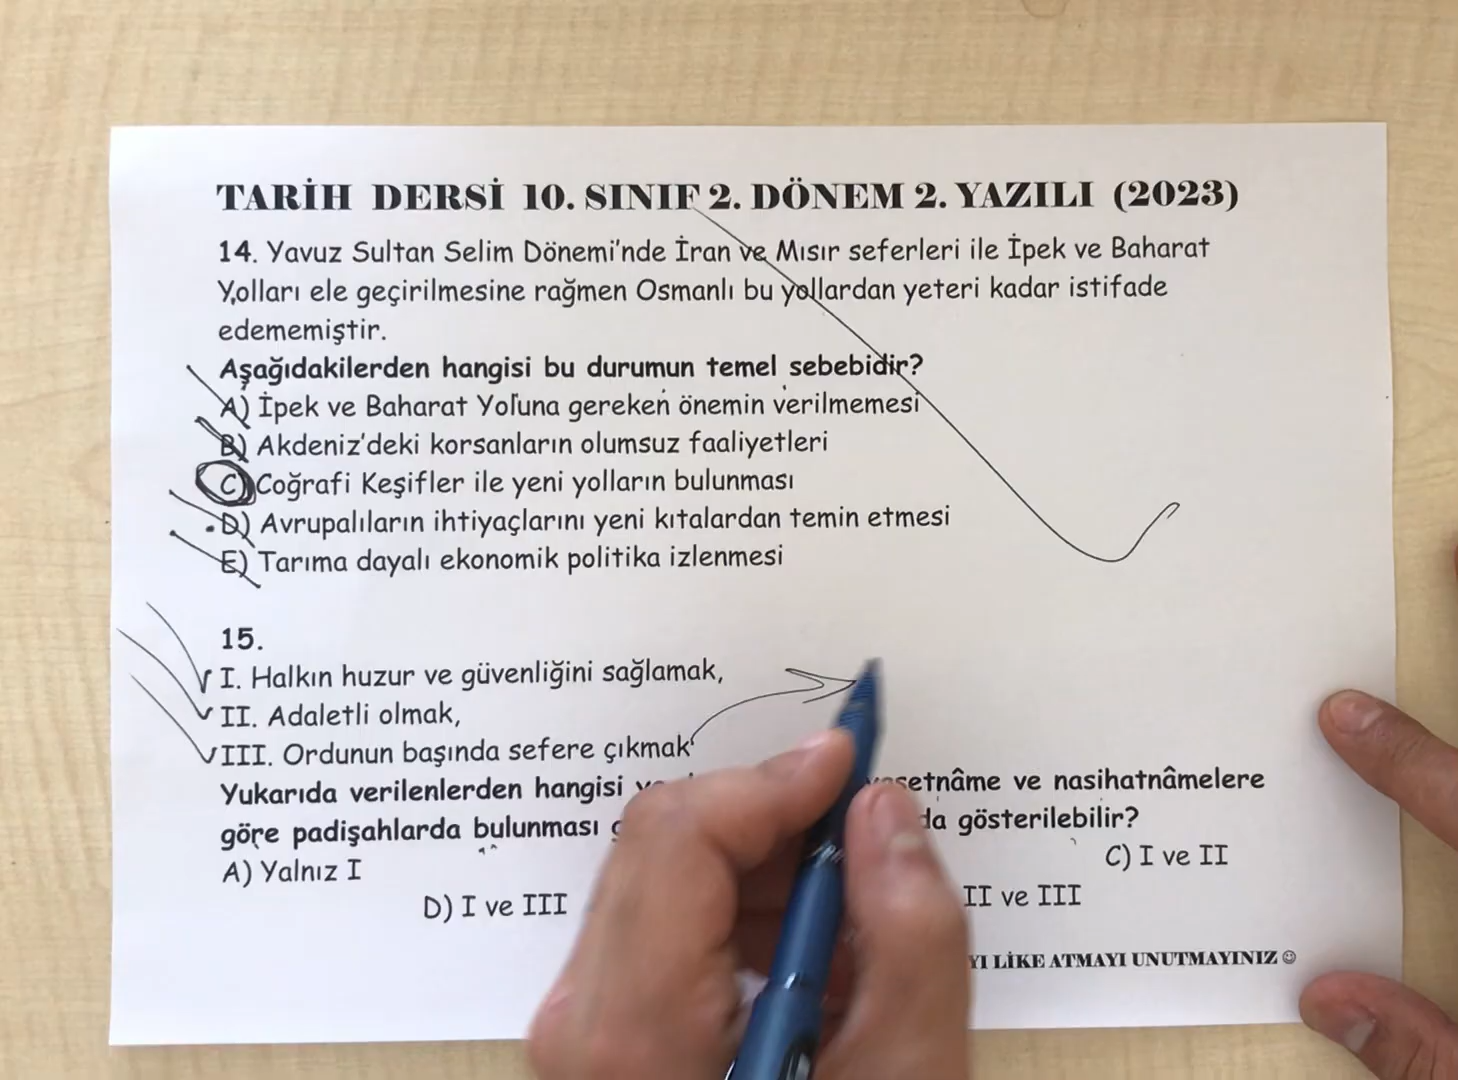 TARİH DERSİ 10. SINIF 2. DÖNEM 2. YAZILI (2023)
14. Yavuz Sultan Selim Dönemi'nde İran ve Mısır seferleri ile İpek ve Baharat
Yolları ele geçirilmesine rağmen Osmanlı bu yollardan yeteri kadar istifade
edememiştir.
Aşağıdakilerden hangisi bu durumun temel sebebidir?
A) İpek ve Baharat Yoluna gereken önemin verilmemesi
B) Akdeniz'deki korsanların olumsuz faaliyetleri
C) Coğrafi Keşifler ile yeni yolların bulunması
D) Avrupalıların ihtiyaçlarını yeni kıtalardan temin etmesi
E) Tarıma dayalı ekonomik politika izlenmesi
15.
I. Halkın huzur ve güvenliğini sağlamak,
II. Adaletli olmak,
III. Ordunun başında sefere çıkmak
Yukarıda verilenlerden hangisi ve nasihatnâmelere
göre padişahlarda bulunması gösterilebilir?
A) Yalnız I C) I ve II
D) I ve III II ve III
LİKE ATMAYI UNUTMAYINIZ ☺